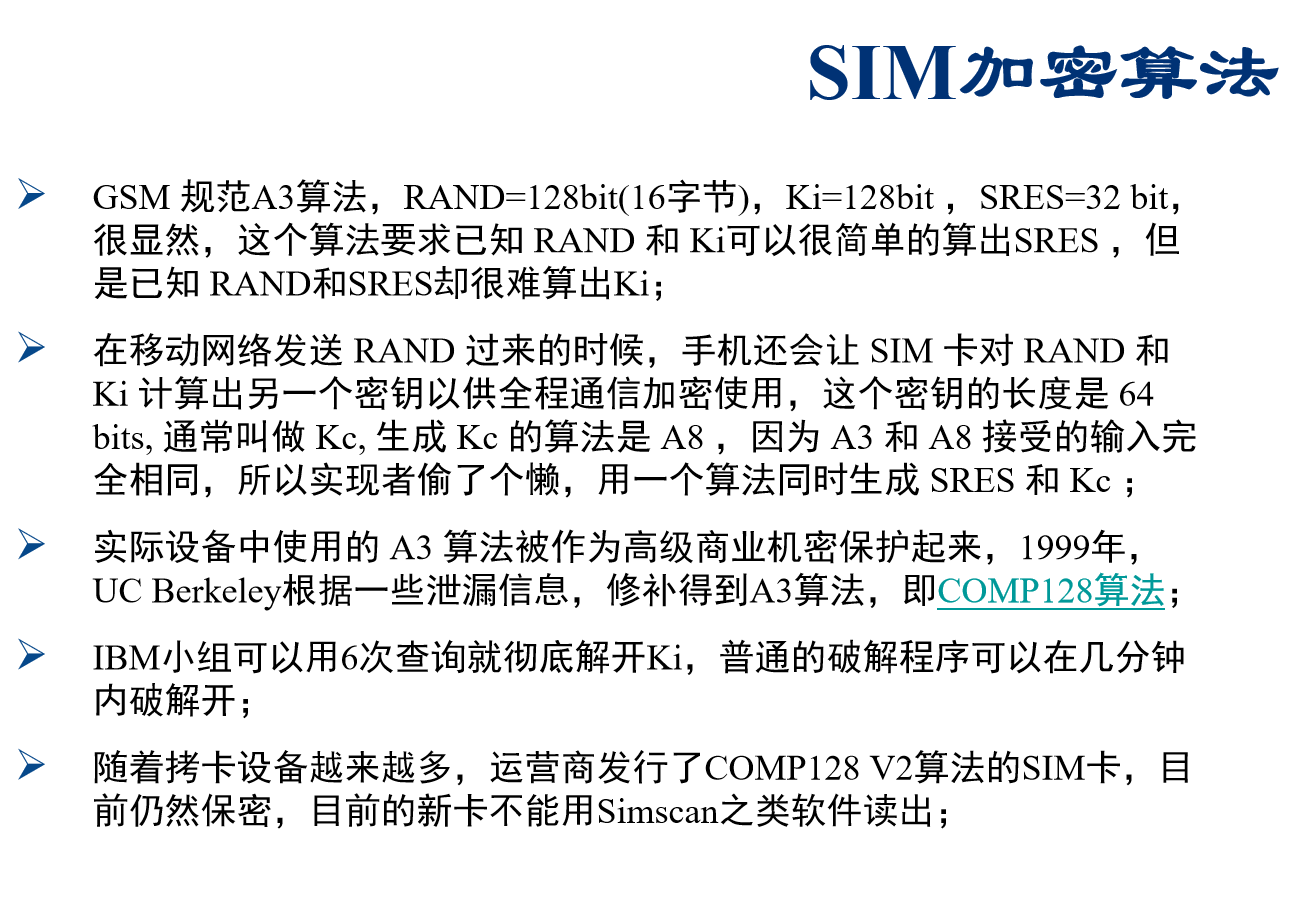 SIM加密算法
GSM 规范A3算法，RAND=128bit(16字节)，Ki=128bit ，SRES=32 bit，
很显然，这个算法要求已知 RAND 和 Ki可以很简单的算出SRES ，但
是已知 RAND和SRES却很难算出Ki；
在移动网络发送 RAND 过来的时候，手机还会让 SIM 卡对 RAND 和
Ki 计算出另一个密钥以供全程通信加密使用，这个密钥的长度是 64
bits, 通常叫做 Kc, 生成 Kc 的算法是 A8 ，因为 A3 和 A8 接受的输入完
全相同，所以实现者偷了个懒，用一个算法同时生成 SRES 和 Kc ；
实际设备中使用的 A3 算法被作为高级商业机密保护起来，1999年，
UC Berkeley根据一些泄漏信息，修补得到A3算法，即COMP128算法；
IBM小组可以用6次查询就彻底解开Ki，普通的破解程序可以在几分钟
内破解开；
随着拷卡设备越来越多，运营商发行了COMP128 V2算法的SIM卡，目
前仍然保密，目前的新卡不能用Simscan之类软件读出；